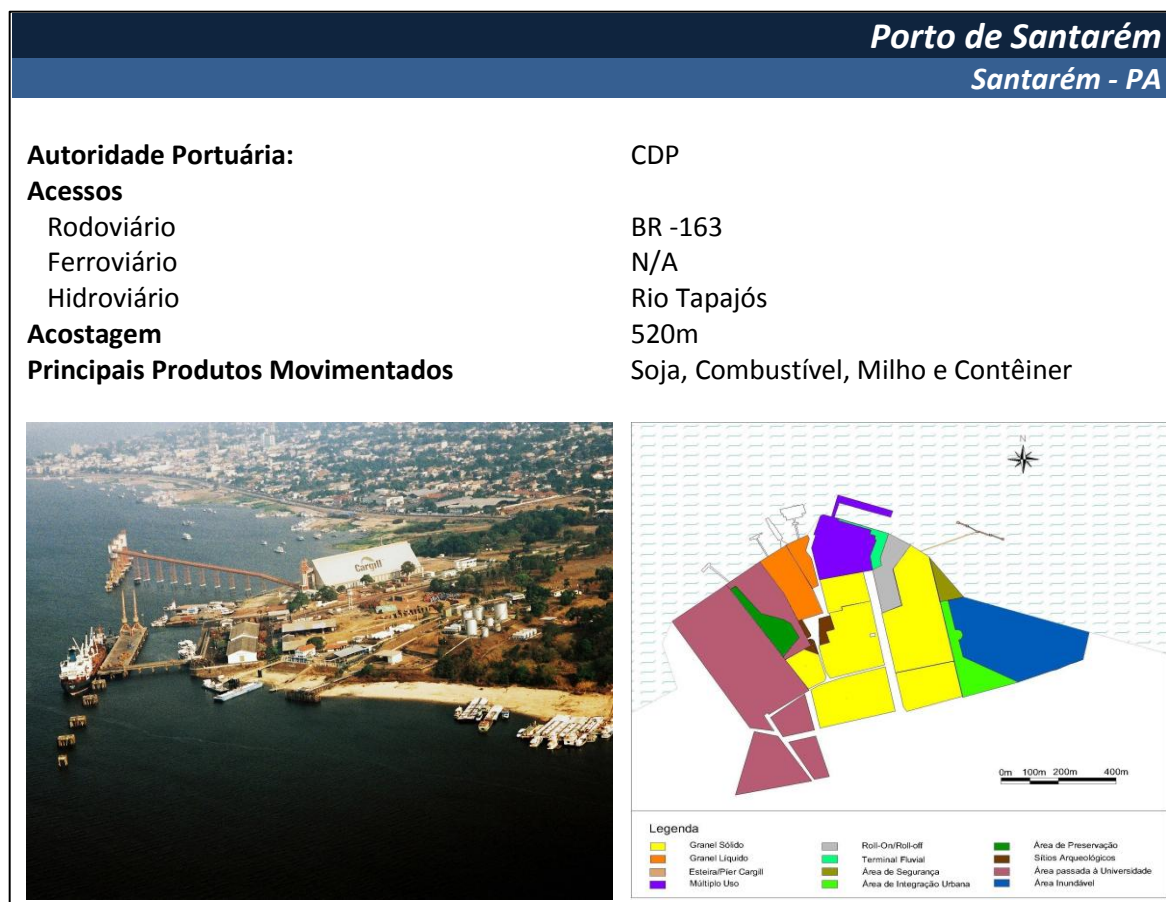 Porto de Santarém
Santarém - PA
Autoridade Portuária: CDP
Acessos
Rodoviário BR -163
Ferroviário N/A
Hidroviário Rio Tapajós
Acostagem 520m
Principais Produtos Movimentados Soja, Combustível, Milho e Contêiner
Cargill
N
0m 100m 200m 400m
Legenda
Granel Sólido Roll-On/Roll-off Área de Preservação
Granel Líquido Terminal Fluvial Sítios Arqueológicos
Esteira/Pier Cargill Área de Segurança Área passada à Universidade
Múltiplo Uso Área de Integração Urbana Área Inundável